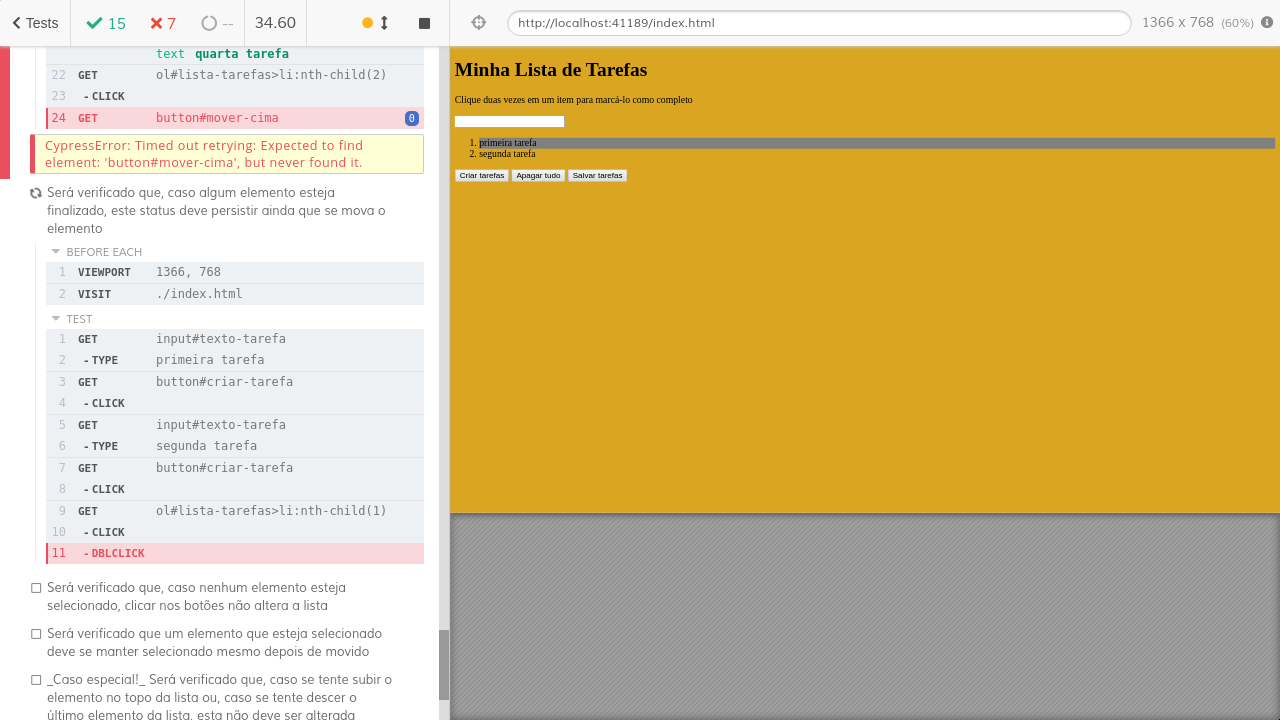 Tests 15 7 -- 34.60
text quarta tarefa
22 GET ol#lista-tarefas>li:nth-child(2)
23 - CLICK
24 GET button#mover-cima 0
CypressError: Timed out retrying: Expected to find
element: 'button#mover-cima', but never found it.
Será verificado que, caso algum elemento esteja
finalizado, este status deve persistir ainda que se mova o
elemento
BEFORE EACH
1 VIEWPORT 1366, 768
2 VISIT ./index.html
TEST
1 GET input#texto-tarefa
2 - TYPE primeira tarefa
3 GET button#criar-tarefa
4 - CLICK
5 GET input#texto-tarefa
6 - TYPE segunda tarefa
7 GET button#criar-tarefa
8 - CLICK
9 GET ol#lista-tarefas>li:nth-child(1)
10 - CLICK
11 - DBLCLICK
Será verificado que, caso nenhum elemento esteja
selecionado, clicar nos botões não altera a lista
Será verificado que um elemento que esteja selecionado
deve se manter selecionado mesmo depois de movido
_Caso especial!_ Será verificado que, caso se tente subir o
elemento no topo da lista ou, caso se tente descer o
último elemento da lista, esta não deve ser alterada
http://localhost:41189/index.html 1366 x 768 (60%)
Minha Lista de Tarefas
Clique duas vezes em um item para marcá-lo como completo
1. primeira tarefa
2. segunda tarefa
Criar tarefas Apagar tudo Salvar tarefas